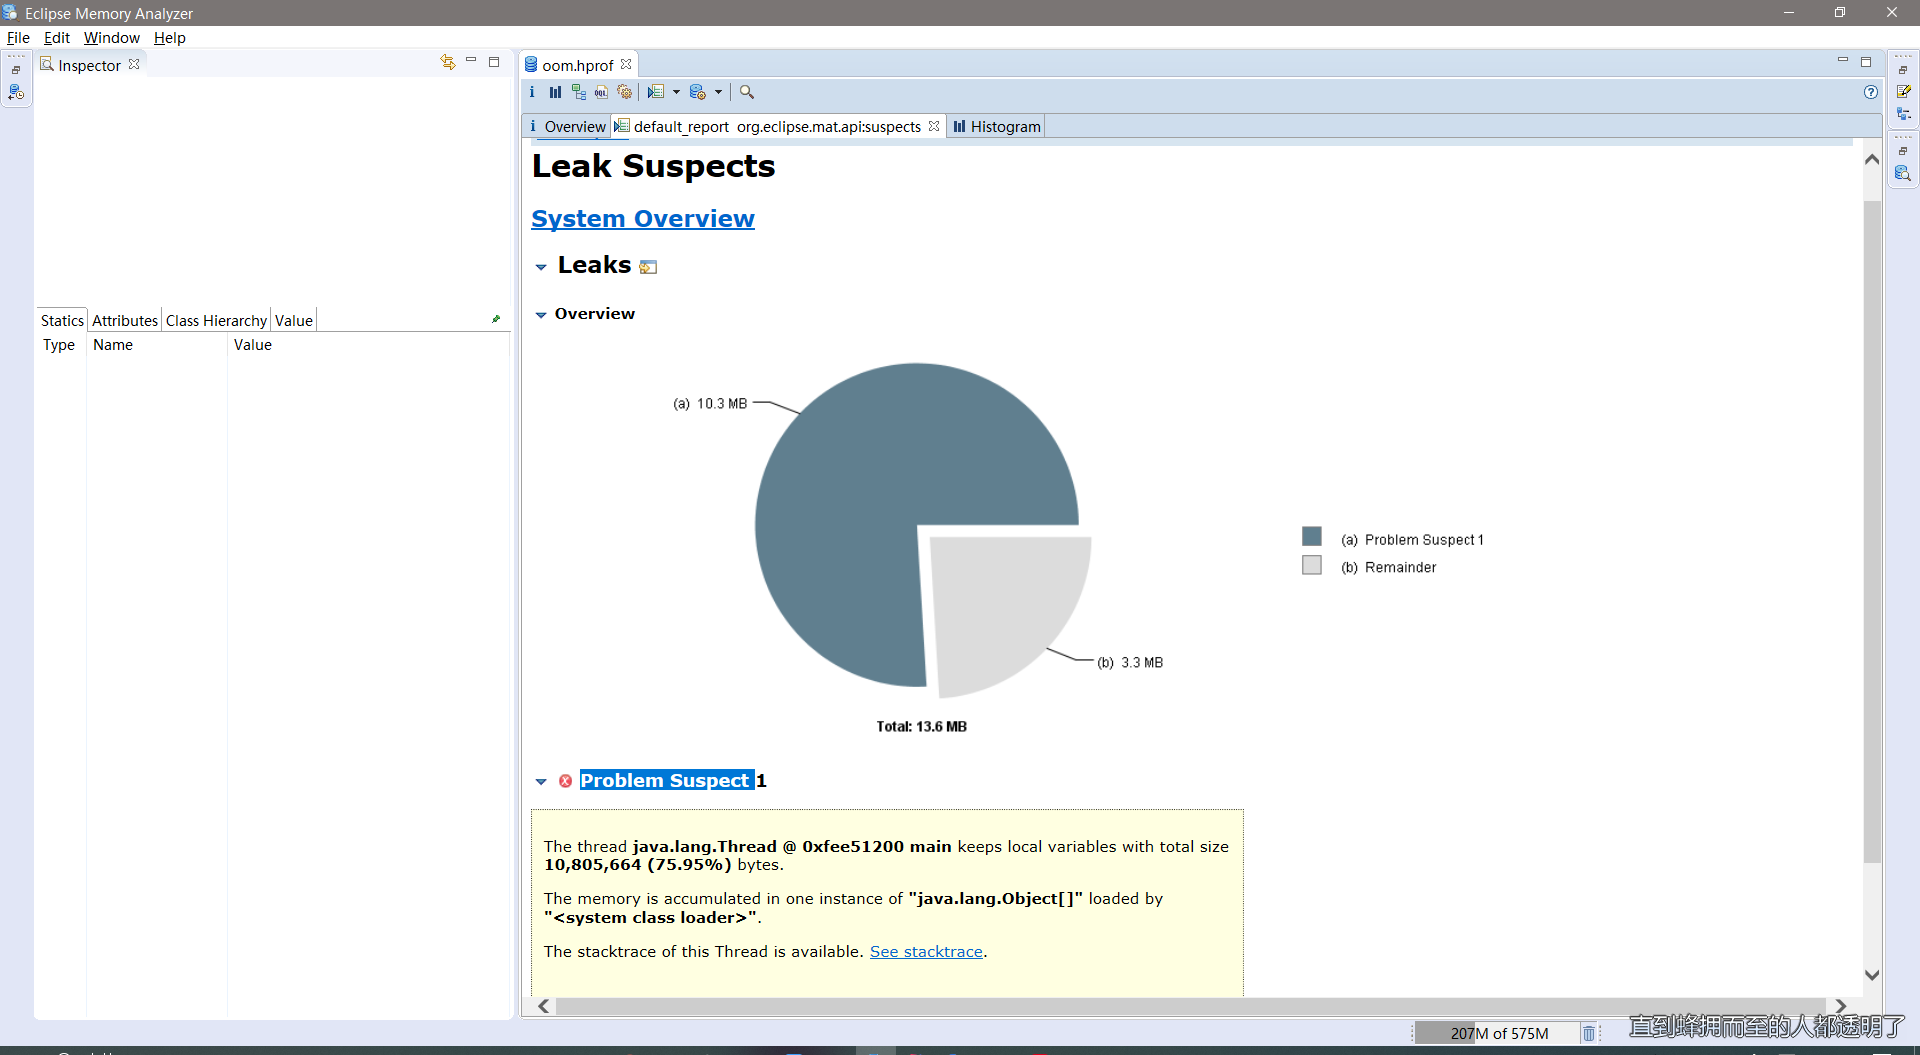 Eclipse Memory Analyzer
File Edit Window Help
Inspector
Statics Attributes Class Hierarchy Value
Type Name Value
oom.hprof
i Overview default_report org.eclipse.mat.api:suspects Histogram
Leak Suspects
System Overview
Leaks
Overview
(a) 10.3 MB
(a) Problem Suspect 1
(b) Remainder
(b) 3.3 MB
Total: 13.6 MB
Problem Suspect 1
The thread java.lang.Thread @ 0xfee51200 main keeps local variables with total size
10,805,664 (75.95%) bytes.
The memory is accumulated in one instance of "java.lang.Object[]" loaded by
"<system class loader>".
The stacktrace of this Thread is available. See stacktrace.
207M of 575M
直到蜂拥而至的人都透明了